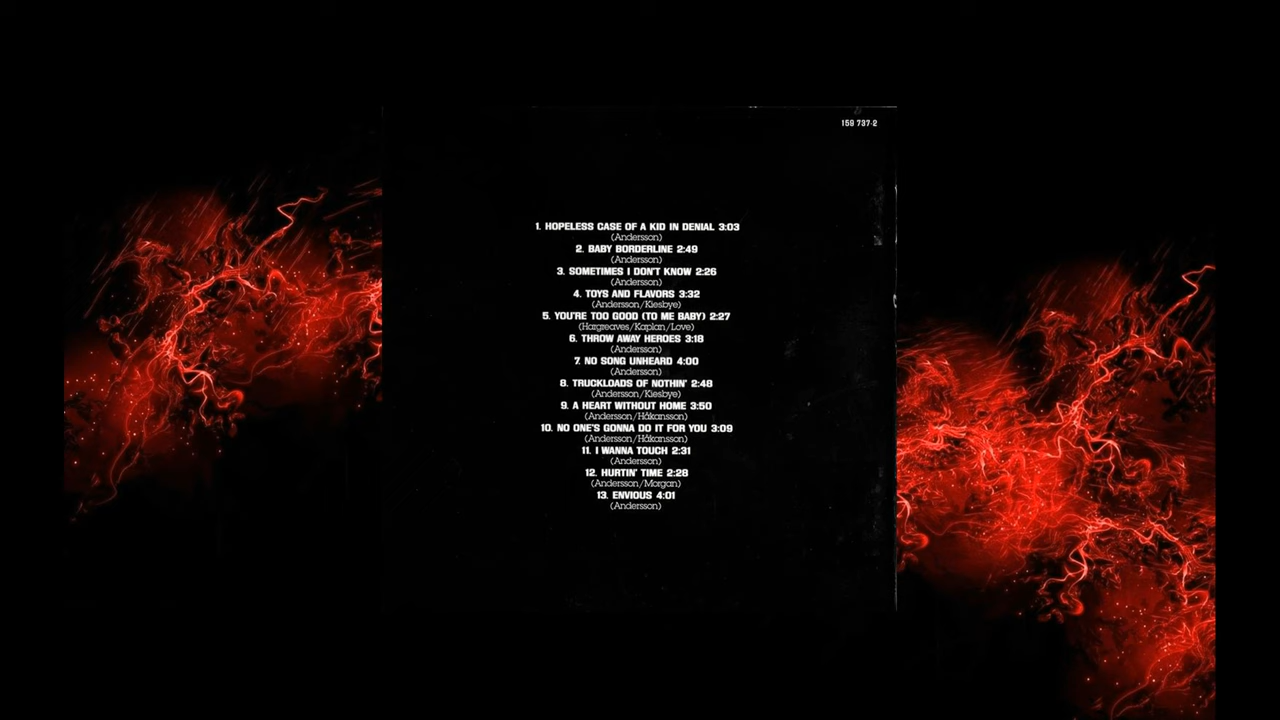 159 737-2
1. HOPELESS CASE OF A KID IN DENIAL 3:03
(Andersson)
2. BABY BORDERLINE 2:49
(Andersson)
3. SOMETIMES I DON'T KNOW 2:26
(Andersson)
4. TOYS AND FLAVORS 3:32
(Andersson/Kiesbye)
5. YOU'RE TOO GOOD (TO ME BABY) 2:27
(Hargreaves/Kaplan/Love)
6. THROW AWAY HEROES 3:18
(Andersson)
7. NO SONG UNHEARD 4:00
(Andersson)
8. TRUCKLOADS OF NOTHIN' 2:48
(Andersson/Kiesbye)
9. A HEART WITHOUT HOME 3:50
(Andersson/Håkansson)
10. NO ONE'S GONNA DO IT FOR YOU 3:09
(Andersson/Håkansson)
11. I WANNA TOUCH 2:31
(Andersson)
12. HURTIN' TIME 2:28
(Andersson/Morgan)
13. ENVIOUS 4:01
(Andersson)